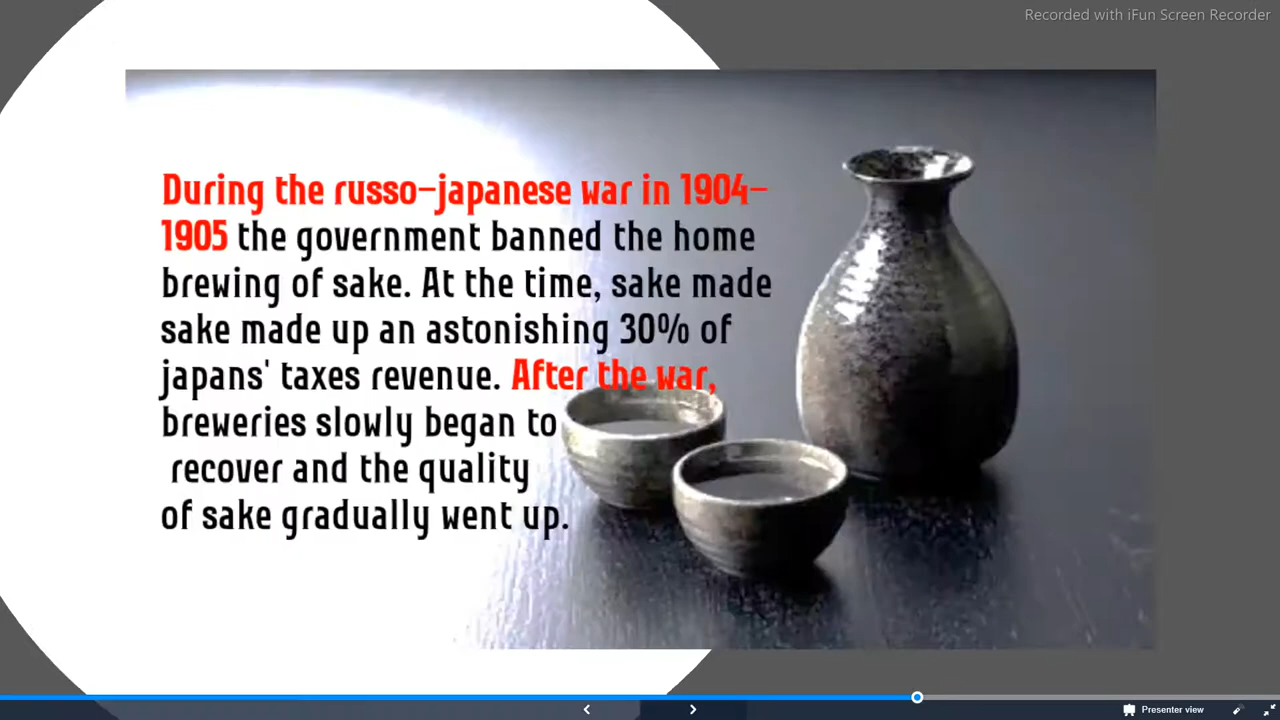 Recorded with iFun Screen Recorder
During the russo-japanese war in 1904-
1905 the government banned the home
brewing of sake. At the time, sake made
sake made up an astonishing 30% of
japans' taxes revenue. After the war,
breweries slowly began to
recover and the quality
of sake gradually went up.
Presenter view